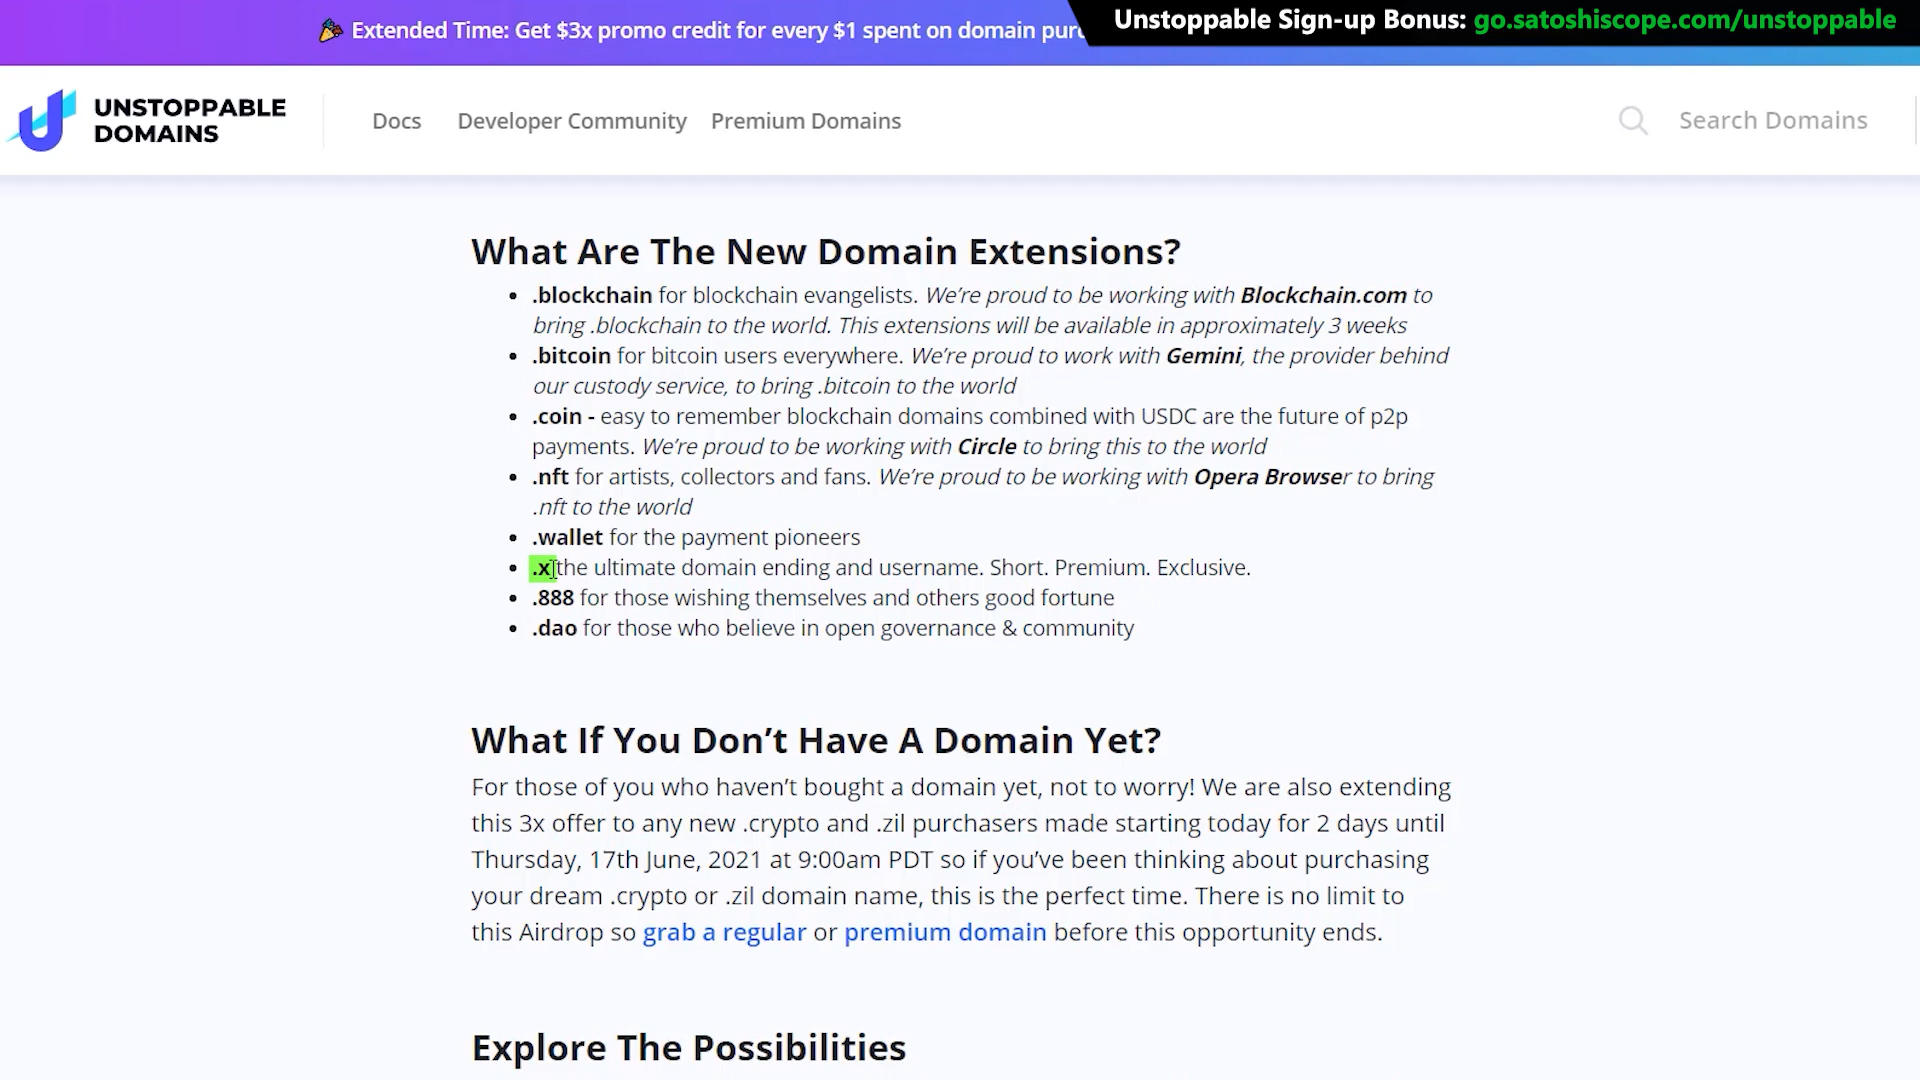 Extended Time: Get $3x promo credit for every $1 spent on domain
Unstoppable Sign-up Bonus: go.satoshiscope.com/unstoppable
UNSTOPPABLE
DOMAINS
Docs Developer Community Premium Domains
Search Domains
What Are The New Domain Extensions?
• .blockchain for blockchain evangelists. We’re proud to be working with Blockchain.com to
bring .blockchain to the world. This extensions will be available in approximately 3 weeks
• .bitcoin for bitcoin users everywhere. We’re proud to work with Gemini, the provider behind
our custody service, to bring .bitcoin to the world
• .coin - easy to remember blockchain domains combined with USDC are the future of p2p
payments. We’re proud to be working with Circle to bring this to the world
• .nft for artists, collectors and fans. We’re proud to be working with Opera Browser to bring
.nft to the world
• .wallet for the payment pioneers
• .x the ultimate domain ending and username. Short. Premium. Exclusive.
• .888 for those wishing themselves and others good fortune
• .dao for those who believe in open governance & community
What If You Don’t Have A Domain Yet?
For those of you who haven’t bought a domain yet, not to worry! We are also extending
this 3x offer to any new .crypto and .zil purchasers made starting today for 2 days until
Thursday, 17th June, 2021 at 9:00am PDT so if you’ve been thinking about purchasing
your dream .crypto or .zil domain name, this is the perfect time. There is no limit to
this Airdrop so grab a regular or premium domain before this opportunity ends.
Explore The Possibilities